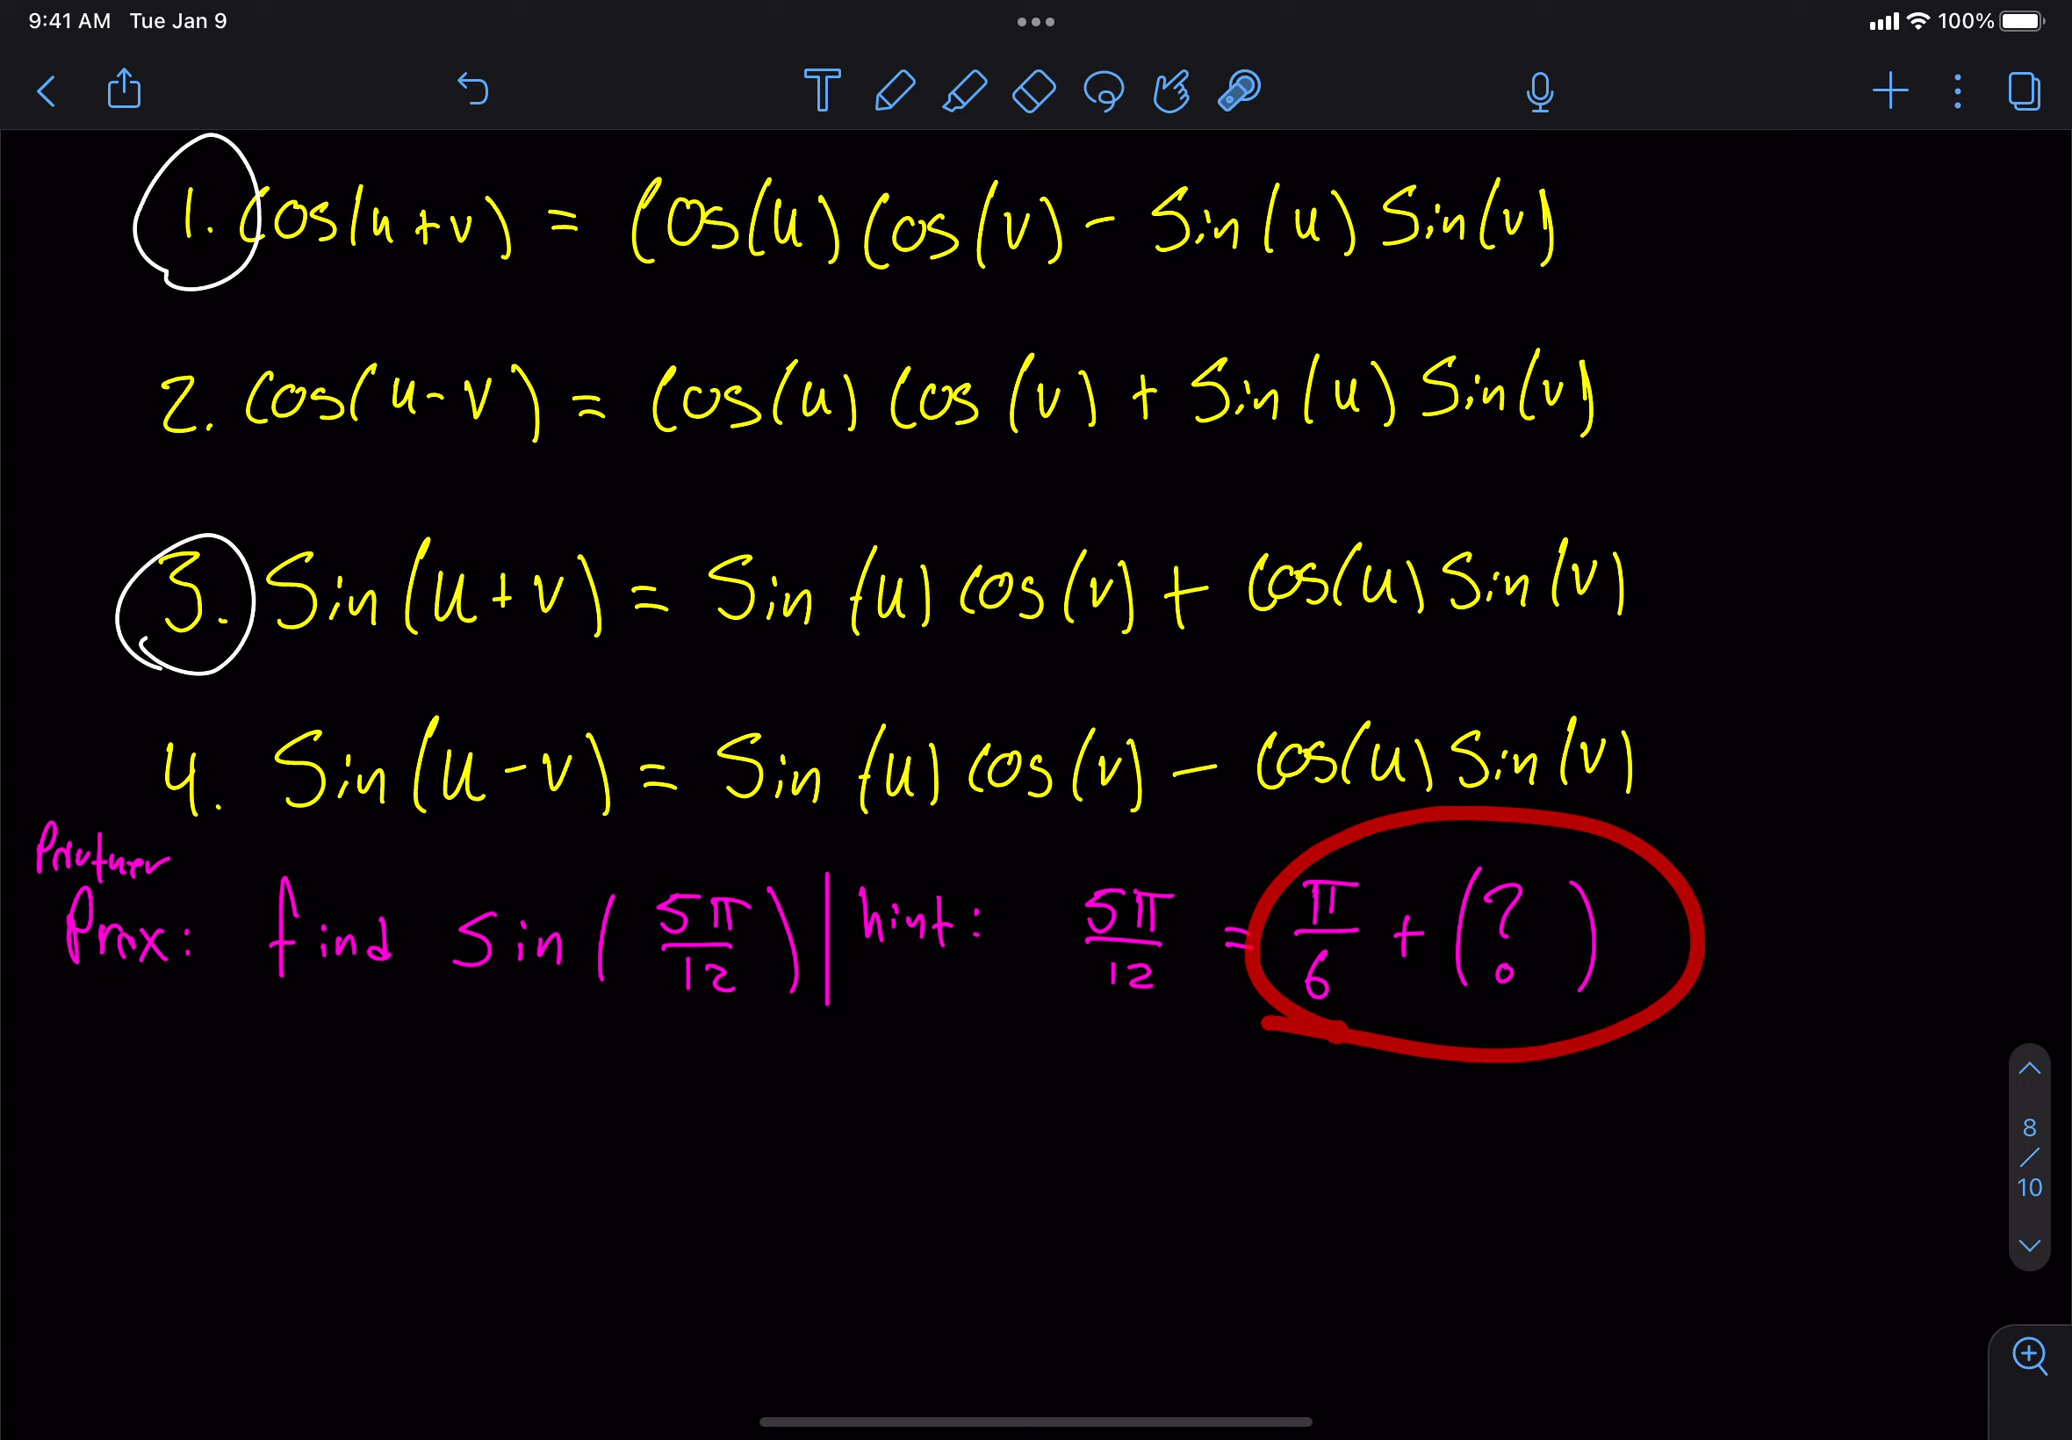 9:41 AM Tue Jan 9
100%
1. Cos(u+v) = Cos(u) Cos(v) - Sin(u) Sin(v)
2. Cos(u-v) = Cos(u) Cos(v) + Sin(u) Sin(v)
3. Sin(u+v) = Sin(u) Cos(v) + Cos(u) Sin(v)
4. Sin(u-v) = Sin(u) Cos(v) - Cos(u) Sin(v)
find sin(5π/12) | hint: 5π/12 = π/6 + (?)
8
/
10